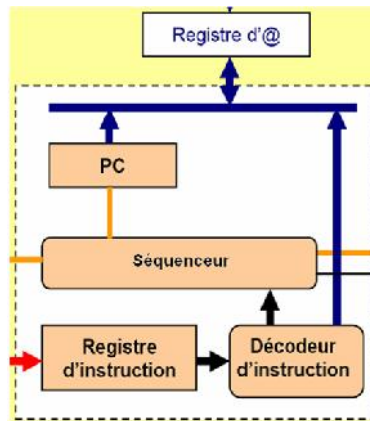 Registre d'@
PC
Séquenceur
Registre
d'instruction
Décodeur
d'instruction